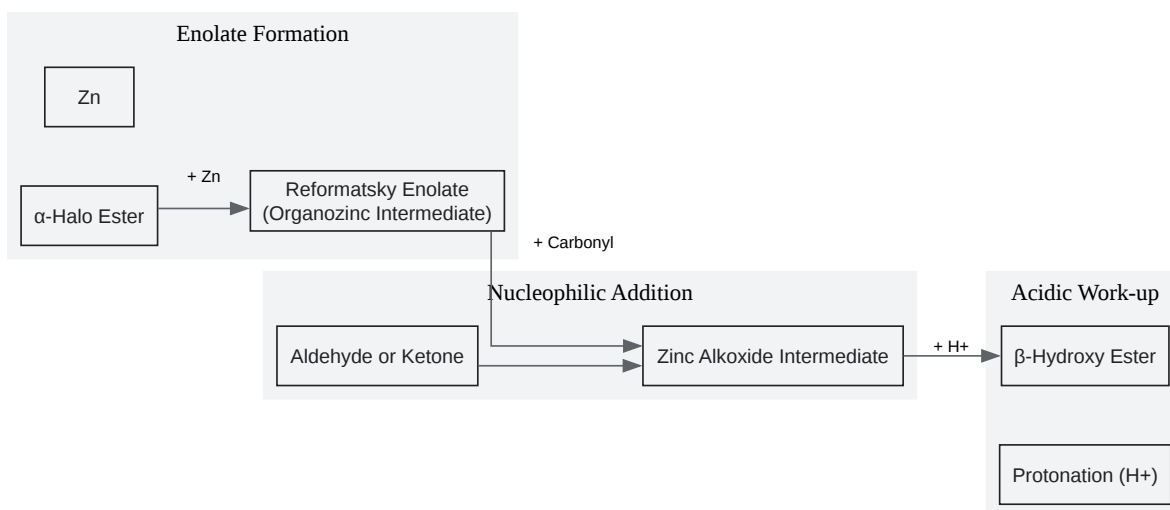 Enolate Formation
Zn
+ Zn
α-Halo Ester
Reformatsky Enolate
(Organozinc Intermediate)
+ Carbonyl
Nucleophilic Addition
Aldehyde or Ketone
Zinc Alkoxide Intermediate
+ H+
Acidic Work-up
β-Hydroxy Ester
Protonation (H+)